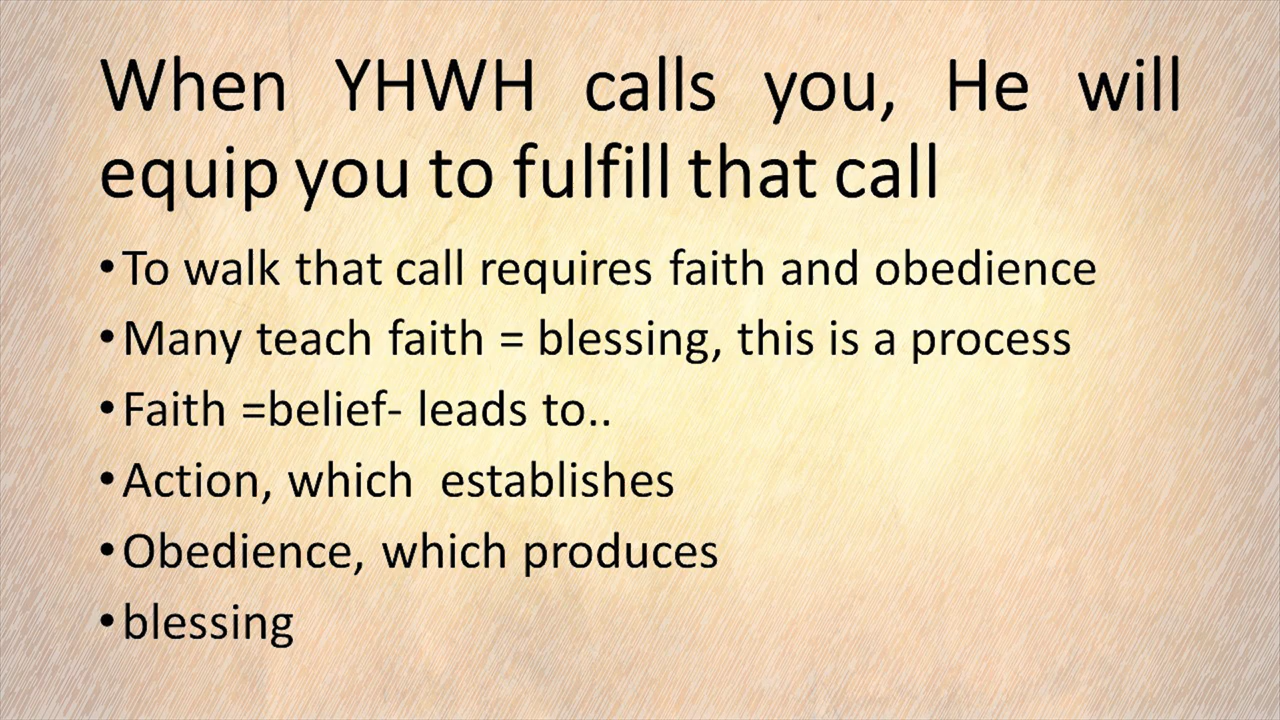 When YHWH calls you, He will
equip you to fulfill that call
•To walk that call requires faith and obedience
•Many teach faith = blessing, this is a process
•Faith =belief- leads to..
•Action, which  establishes
•Obedience, which produces
•blessing